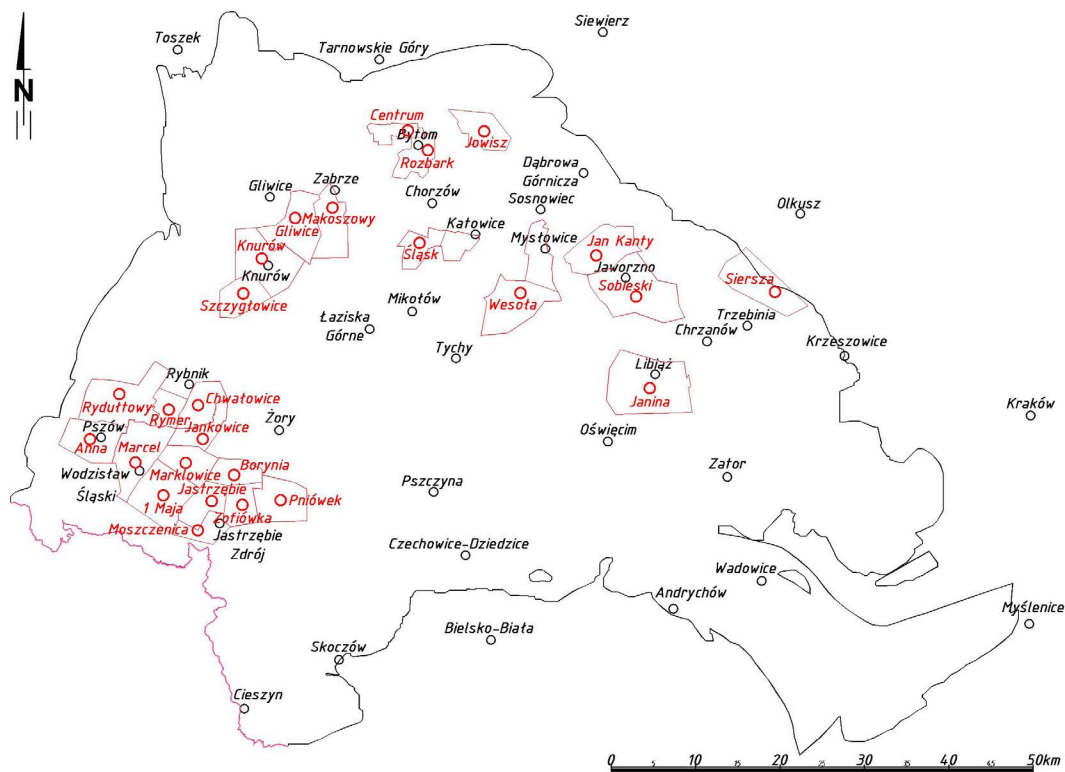 Siewierz
Toszek
Tarnowskie Góry
N
Centrum
Bytom
Jowisz
Rozbark
Dąbrowa
Górnicza
Zabrze
Gliwice
Chorzów
Sosnowiec
Olkusz
Makoszowy
Gliwice
Katowice
Mysłowice
Jan Kanty
Knurów
Śląsk
Knurów
Jaworzno
Siersza
Sobieski
Szczygłowice
Wesoła
Mikołów
Łaziska
Górne
Trzebinia
Chrzanów
Tychy
Krzeszowice
Rybnik
Libiąż
Janina
Rydułtowy
Chwałowice
Rymer
Kraków
Żory
Pszów
Jankowice
Anna
Oświęcim
Marcel
Marklowice
Borynia
Wodzisław
Śląski
Zator
Jastrzębie
Pszczyna
Pniówek
1 Maja
Zofiówka
Moszczenica
Jastrzębie
Zdrój
Czechowice-Dziedzice
Wadowice
Andrychów
Myślenice
Bielsko-Biała
Skoczów
Cieszyn
0 5 10 15 20 25 30 35 40 45 50km